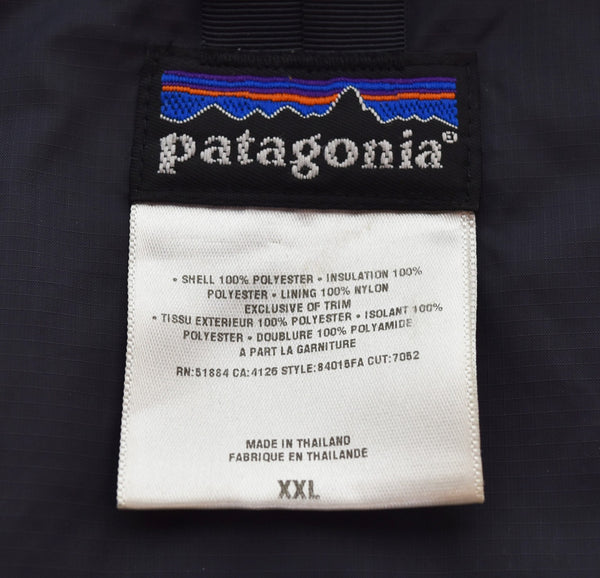 patagonia®
• SHELL 100% POLYESTER • INSULATION 100%
POLYESTER • LINING 100% NYLON
EXCLUSIVE OF TRIM
• TISSU EXTERIEUR 100% POLYESTER • ISOLANT 100%
POLYESTER • DOUBLURE 100% POLYAMIDE
A PART LA GARNITURE
RN:51884 CA:4126 STYLE:84015FA CUT:7052
MADE IN THAILAND
FABRIQUE EN THAILANDE
XXL